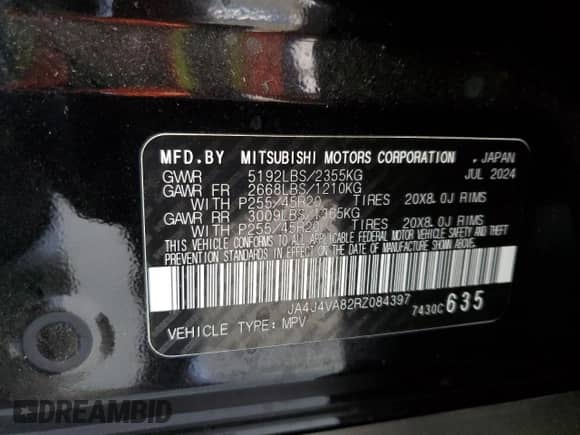 MFD.BY MITSUBISHI MOTORS CORPORATION . JAPAN
GVWR 5192LBS/2355KG JUL 2024
GAWR FR 2668LBS/1210KG
WITH P255/45R20 TIRES 20X8.0J RIMS
GAWR RR 3009LBS/1365KG
WITH P255/45R20 TIRES 20X8.0J RIMS
THIS VEHICLE CONFORMS TO ALL APPLICABLE FEDERAL MOTOR VEHICLE SAFETY AND THEFT
PREVENTION STANDARDS IN EFFECT ON THE DATE OF MANUFACTURE SHOWN ABOVE.
JA4J4VA82RZ084397 7430C 635
VEHICLE TYPE: MPV
DREAMBID